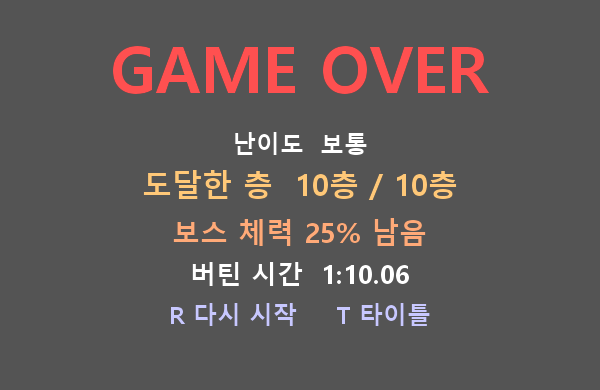 GAME OVER
난이도 보통
도달한 층 10층 / 10층
보스 체력 25% 남음
버틴 시간 1:10.06
R 다시 시작 T 타이틀